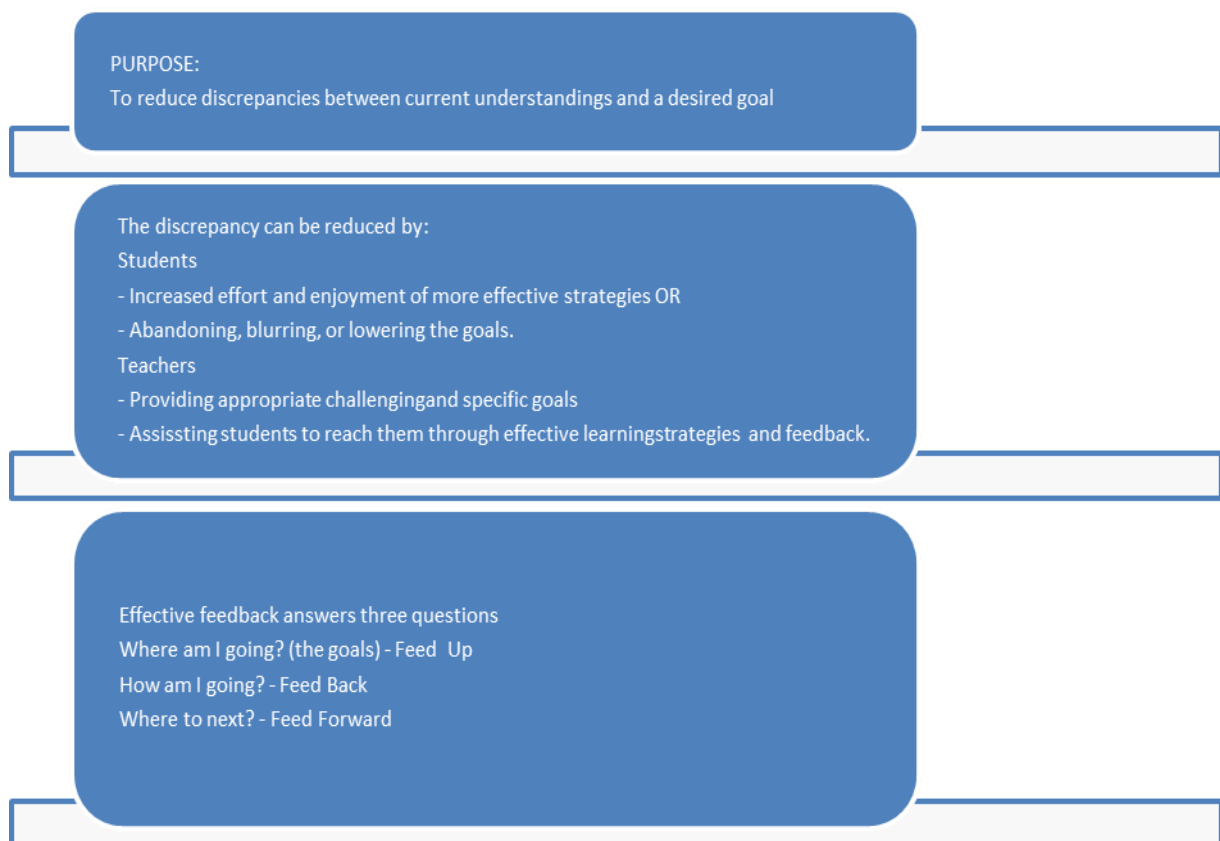 PURPOSE:
To reduce discrepancies between current understandings and a desired goal
The discrepancy can be reduced by:
Students
- Increased effort and enjoyment of more effective strategies OR
- Abandoning, blurring, or lowering the goals.
Teachers
- Providing appropriate challengingand specific goals
- Assissting students to reach them through effective learningstrategies and feedback.
Effective feedback answers three questions
Where am I going? (the goals) - Feed Up
How am I going? - Feed Back
Where to next? - Feed Forward